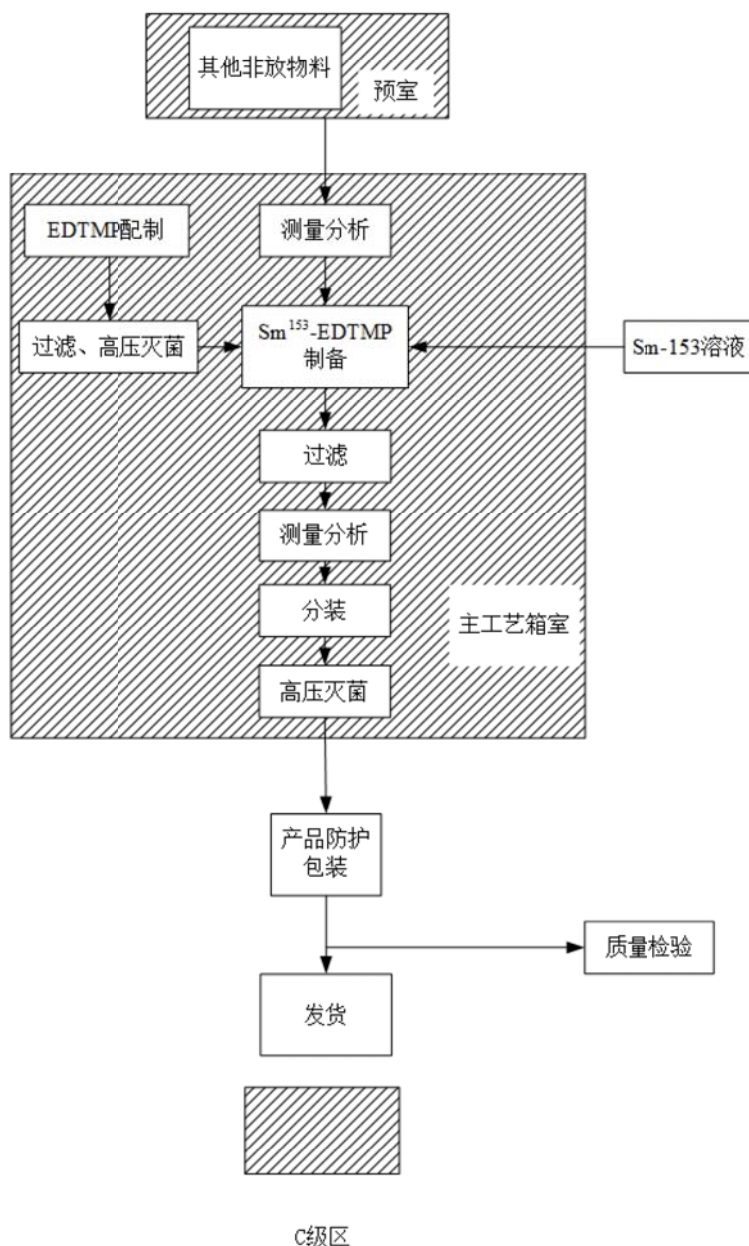 其他非放物料
预室
EDTMP配制
测量分析
过滤、高压灭菌
Sm¹⁵³-EDTMP
制备
Sm-153溶液
过滤
测量分析
分装
主工艺箱室
高压灭菌
产品防护
包装
质量检验
发货
C级区